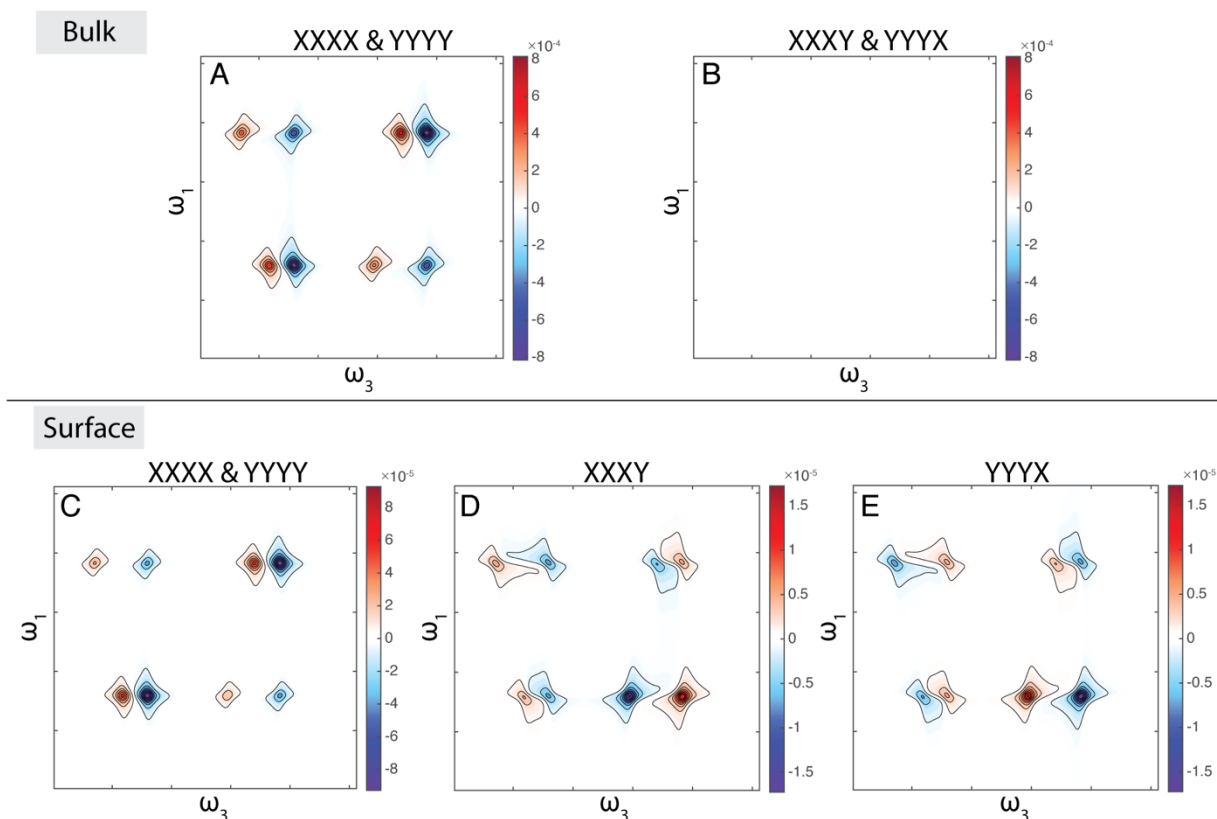 Bulk
XXXX & YYYY
XXXY & YYYX
A
×10⁻⁴
8
6
4
2
0
-2
-4
-6
-8
ω₁
ω₃
B
×10⁻⁴
8
6
4
2
0
-2
-4
-6
-8
ω₁
ω₃
Surface
XXXX & YYYY
XXXY
YYYX
C
×10⁻⁵
8
6
4
2
0
-2
-4
-6
-8
ω₁
ω₃
D
×10⁻⁵
1.5
1
0.5
0
-0.5
-1
-1.5
ω₁
ω₃
E
×10⁻⁵
1.5
1
0.5
0
-0.5
-1
-1.5
ω₁
ω₃